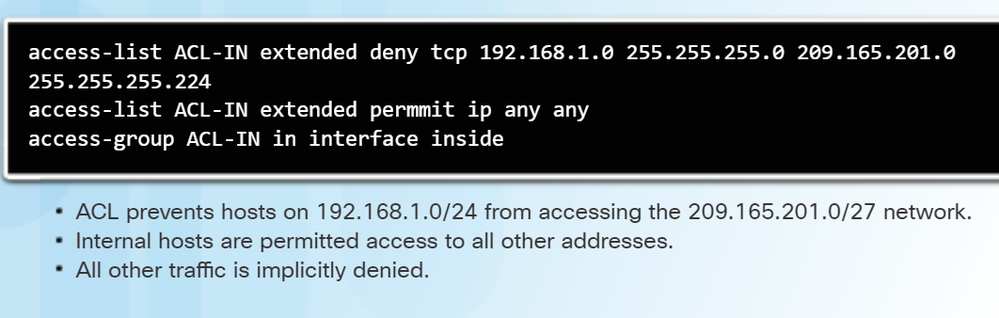 access-list ACL-IN extended deny tcp 192.168.1.0 255.255.255.0 209.165.201.0
255.255.255.224
access-list ACL-IN extended permmit ip any any
access-group ACL-IN in interface inside
• ACL prevents hosts on 192.168.1.0/24 from accessing the 209.165.201.0/27 network.
• Internal hosts are permitted access to all other addresses.
• All other traffic is implicitly denied.